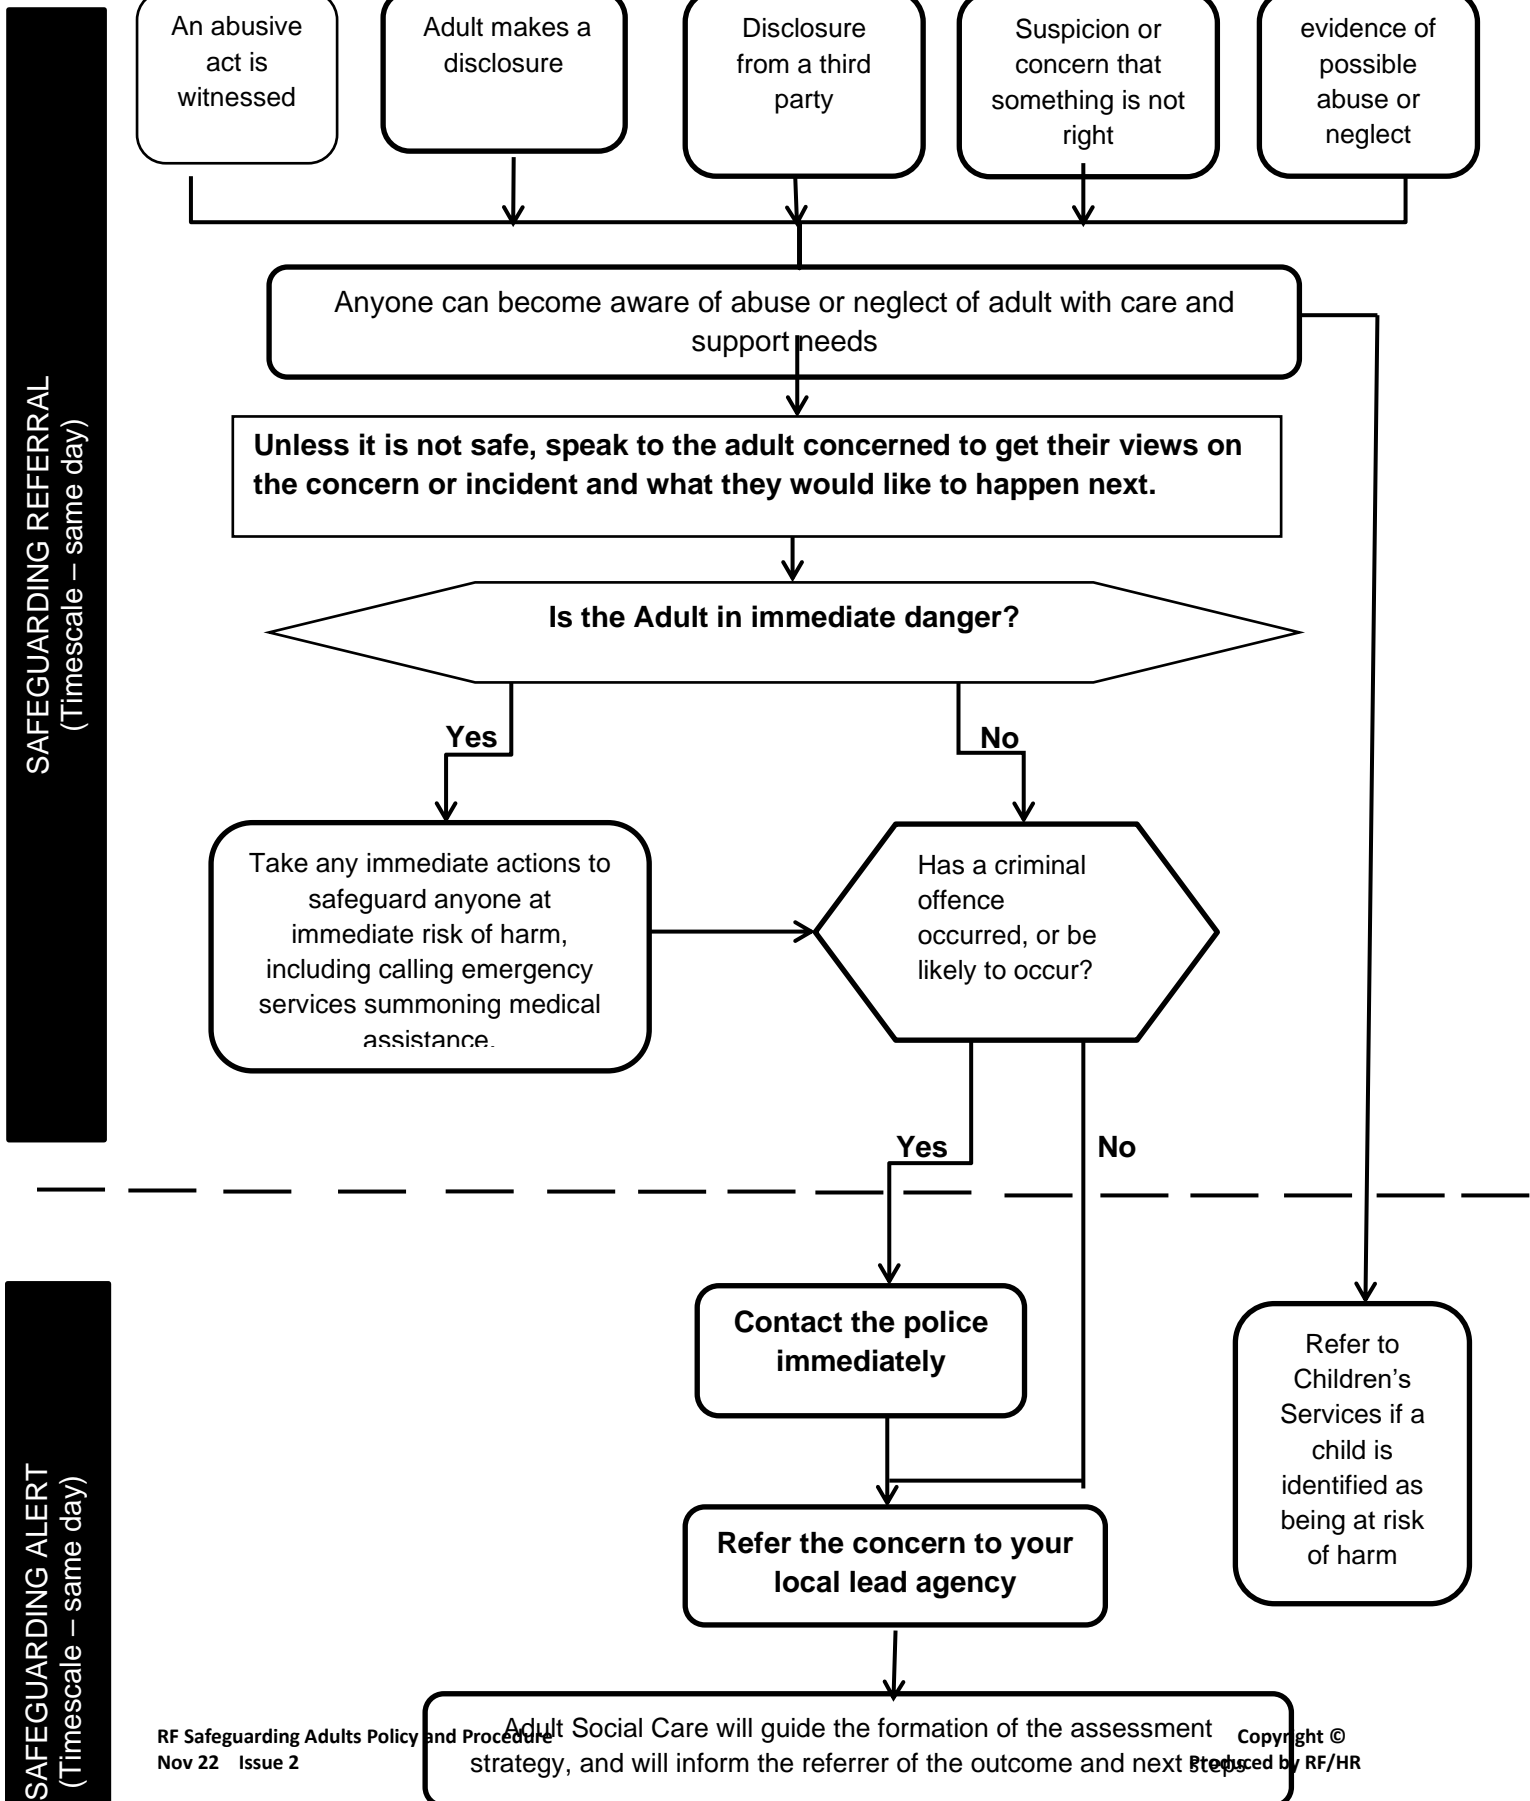 An abusive
act is
witnessed
Adult makes a
disclosure
Disclosure
from a third
party
Suspicion or
concern that
something is not
right
evidence of
possible
abuse or
neglect
SAFEGUARDING REFERRAL
(Timescale – same day)
Anyone can become aware of abuse or neglect of adult with care and
support needs
Unless it is not safe, speak to the adult concerned to get their views on
the concern or incident and what they would like to happen next.
Is the Adult in immediate danger?
Yes
No
Take any immediate actions to
safeguard anyone at
immediate risk of harm,
including calling emergency
services summoning medical
assistance.
Has a criminal
offence
occurred, or be
likely to occur?
Yes
No
SAFEGUARDING ALERT
(Timescale – same day)
Contact the police
immediately
Refer to
Children’s
Services if a
child is
identified as
being at risk
of harm
Refer the concern to your
local lead agency
Adult Social Care will guide the formation of the assessment
strategy, and will inform the referrer of the outcome and next steps
RF Safeguarding Adults Policy and Procedure
Nov 22 Issue 2
Copyright ©
Produced by RF/HR